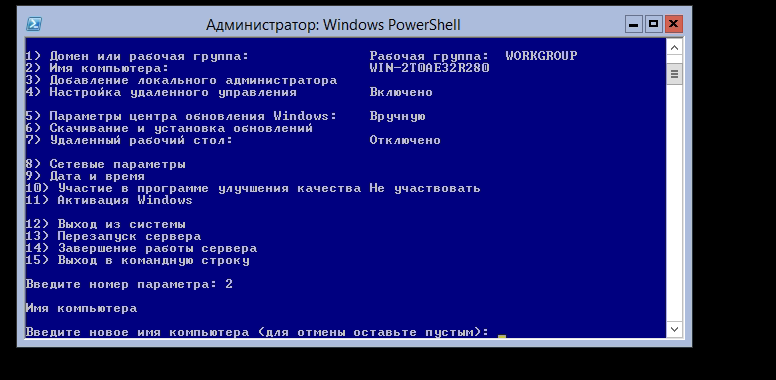 Администратор: Windows PowerShell
1) Домен или рабочая группа: Рабочая группа: WORKGROUP
2) Имя компьютера: WIN-2T0AE32R280
3) Добавление локального администратора
4) Настройка удаленного управления Включено
5) Параметры центра обновления Windows: Вручную
6) Скачивание и установка обновлений
7) Удаленный рабочий стол: Отключено
8) Сетевые параметры
9) Дата и время
10) Участие в программе улучшения качества Не участвовать
11) Активация Windows
12) Выход из системы
13) Перезапуск сервера
14) Завершение работы сервера
15) Выход в командную строку
Введите номер параметра: 2
Имя компьютера
Введите новое имя компьютера (для отмены оставьте пустым):